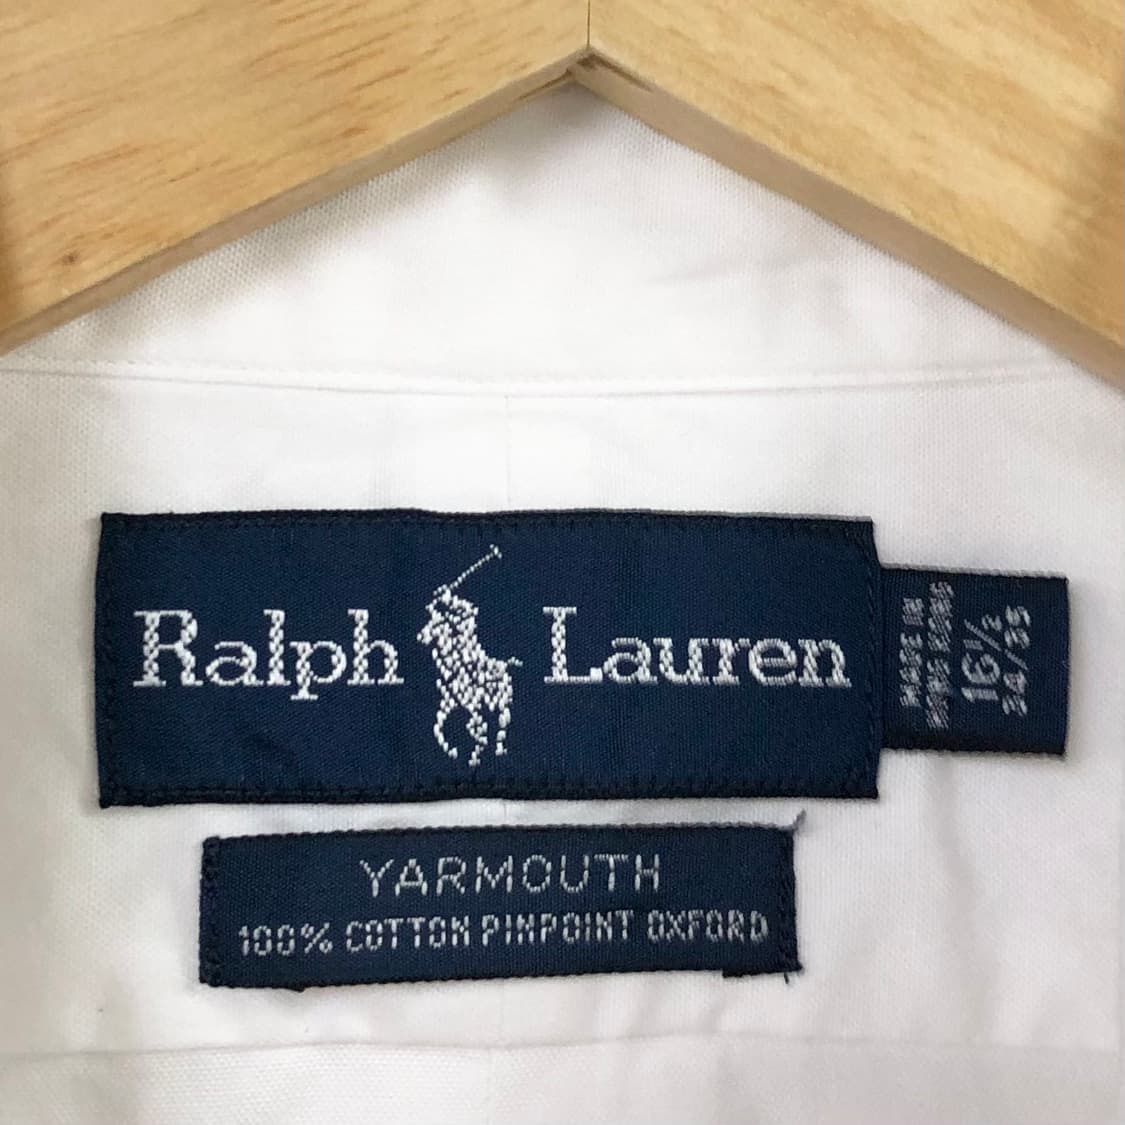 Ralph Lauren
MADE IN
16½
34/35
YARMOUTH
100% COTTON PINPOINT OXFORD